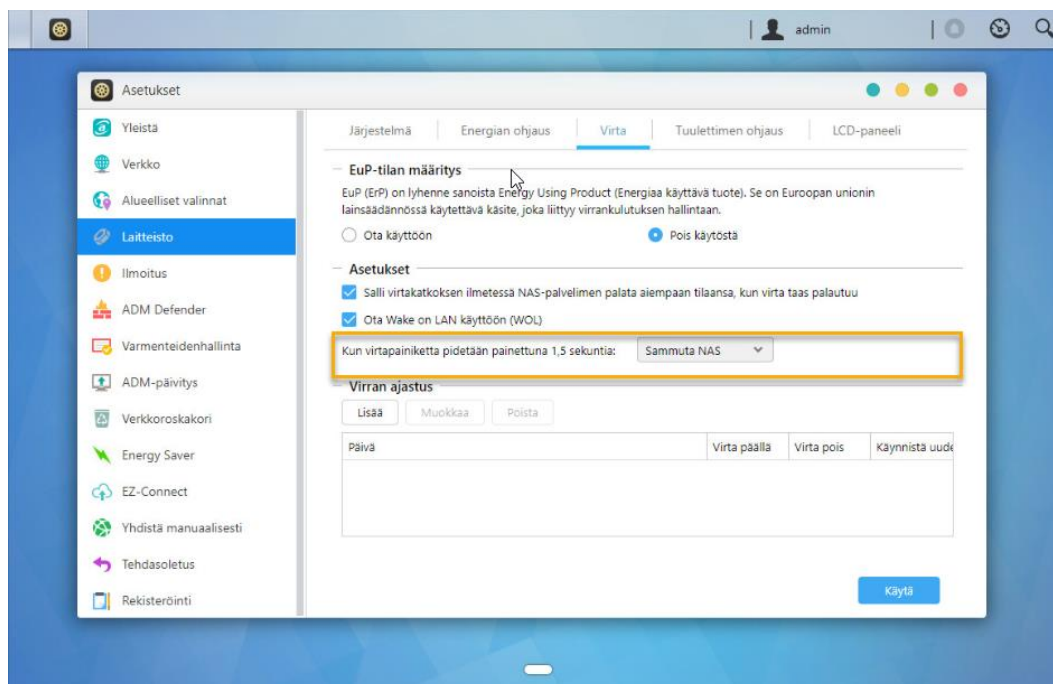 admin
Asetukset
Yleistä
Verkko
Alueelliset valinnat
Laitteisto
Ilmoitus
ADM Defender
Varmenteidenhallinta
ADM-päivitys
Verkkoroskakori
Energy Saver
EZ-Connect
Yhdistä manuaalisesti
Tehdasoletus
Rekisteröinti
Järjestelmä Energian ohjaus Virta Tuulettimen ohjaus LCD-paneeli
EuP-tilan määritys
EuP (ErP) on lyhenne sanoista Energy Using Product (Energiaa käyttävä tuote). Se on Euroopan unionin
lainsäädännössä käytettävä käsite, joka liittyy virrankulutuksen hallintaan.
Ota käyttöön Pois käytöstä
Asetukset
Salli virtakatkoksen ilmetessä NAS-palvelimen palata aiempaan tilaansa, kun virta taas palautuu
Ota Wake on LAN käyttöön (WOL)
Kun virtapainiketta pidetään painettuna 1,5 sekuntia: Sammuta NAS
Virran ajastus
Lisää Muokkaa Poista
Päivä Virta päällä Virta pois Käynnistä uude
Käytä